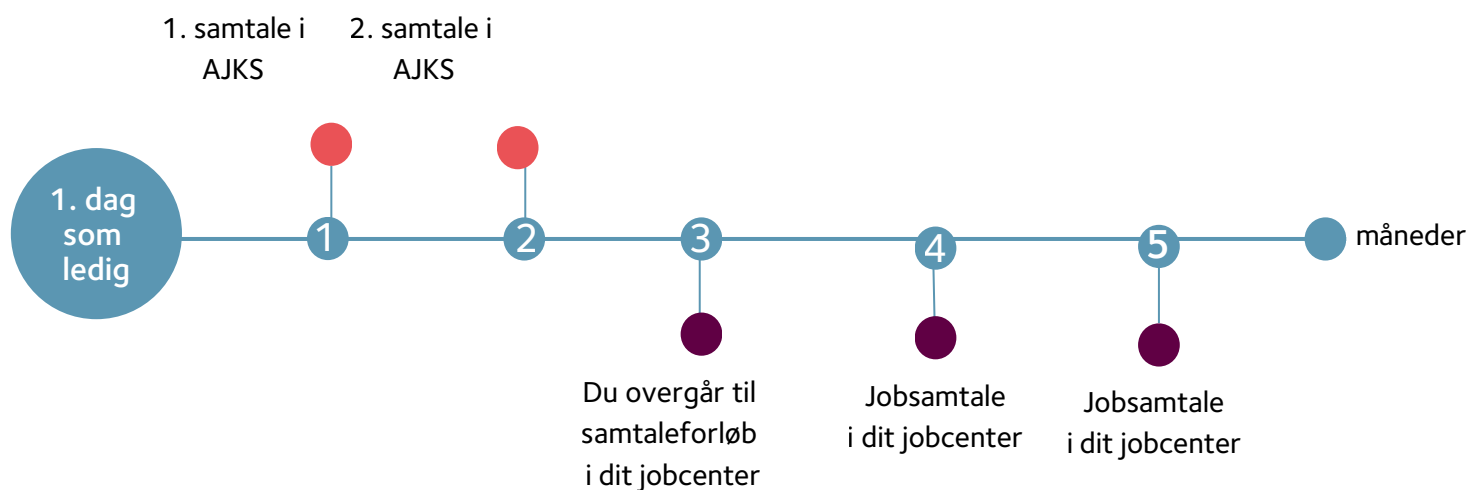 1. samtale i
AJKS
2. samtale i
AJKS
1. dag
som
ledig
1
2
3
4
5
måneder
Du overgår til
samtaleforløb
i dit jobcenter
Jobsamtale
i dit jobcenter
Jobsamtale
i dit jobcenter